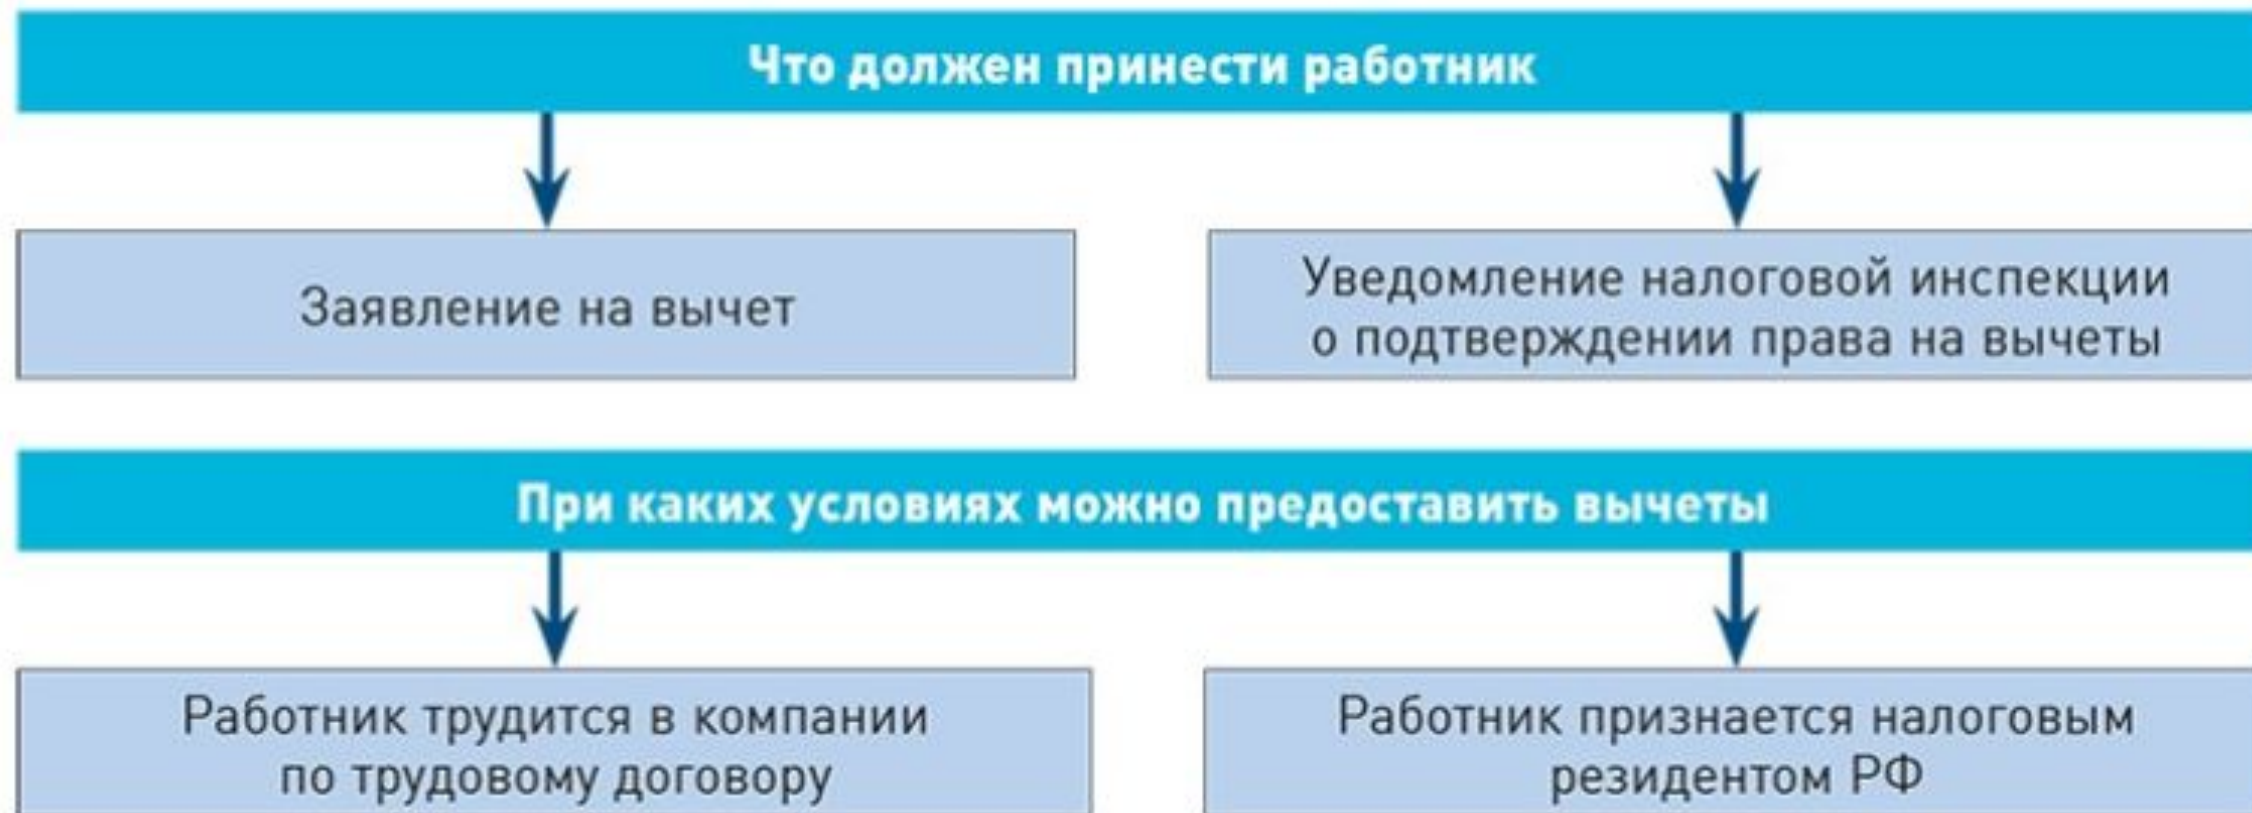 Что должен принести работник
Заявление на вычет
Уведомление налоговой инспекции
о подтверждении права на вычеты
При каких условиях можно предоставить вычеты
Работник трудится в компании
по трудовому договору
Работник признается налоговым
резидентом РФ